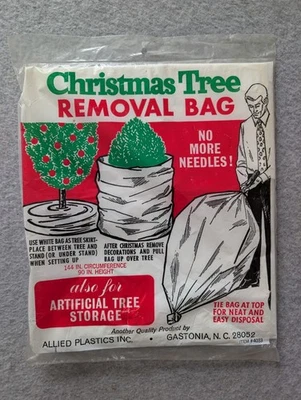 Christmas Tree
REMOVAL BAG
NO
MORE
NEEDLES!
USE WHITE BAG AS TREE SKIRT-
PLACE BETWEEN TREE AND
STAND (OR UNDER STAND)
WHEN SETTING UP
AFTER CHRISTMAS REMOVE
DECORATIONS AND PULL
BAG UP OVER TREE
144 IN. CIRCUMFERENCE
90 IN. HEIGHT
also for
ARTIFICIAL TREE
STORAGE
TIE BAG AT TOP
FOR NEAT AND
EASY DISPOSAL
Another Quality Product by
ALLIED PLASTICS INC. • GASTONIA, N. C. 28052